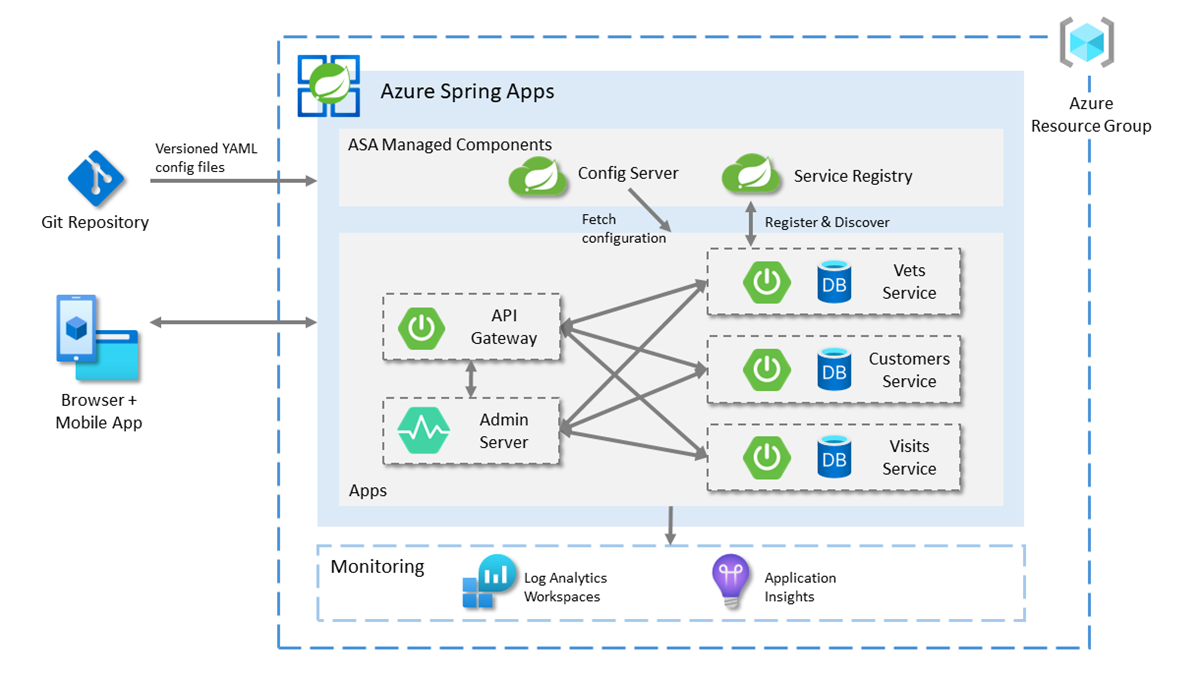 Azure
Resource Group
Azure Spring Apps
ASA Managed Components
Config Server
Service Registry
Versioned YAML
config files
Git Repository
Fetch
configuration
Register & Discover
Vets
Service
DB
API
Gateway
Customers
Service
DB
Browser +
Mobile App
Admin
Server
Visits
Service
DB
Apps
Monitoring
Log Analytics
Workspaces
Application
Insights